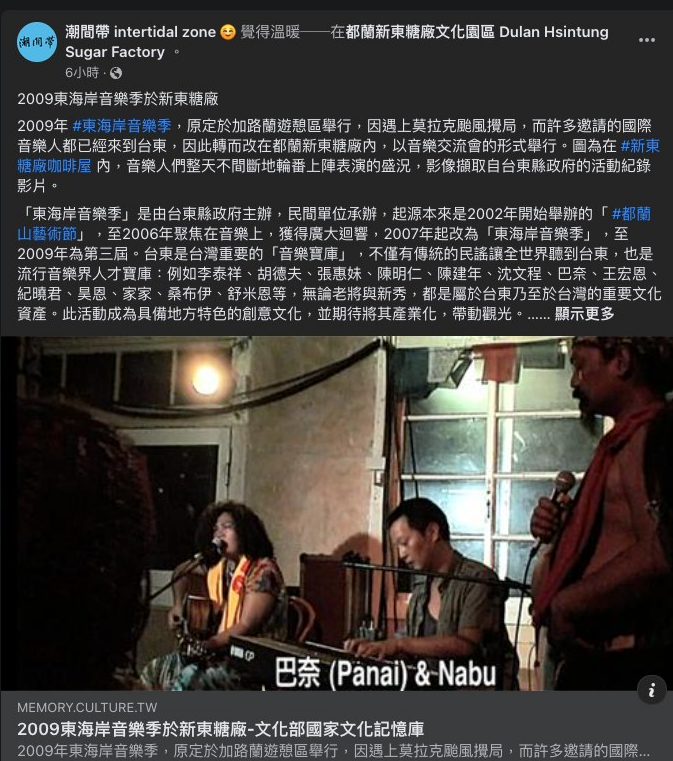 潮間帶 intertidal zone 😊 覺得溫暖——在都蘭新東糖廠文化園區 Dulan Hsintung
Sugar Factory 。
6小時 ·
潮間帶
2009東海岸音樂季於新東糖廠
2009年 #東海岸音樂季，原定於加路蘭遊憩區舉行，因遇上莫拉克颱風攪局，而許多邀請的國際
音樂人都已經來到台東，因此轉而改在都蘭新東糖廠內，以音樂交流會的形式舉行。圖為在 #新東
糖廠咖啡屋 內，音樂人們整天不間斷地輪番上陣表演的盛況，影像擷取自台東縣政府的活動紀錄
影片。
「東海岸音樂季」是由台東縣政府主辦，民間單位承辦，起源本來是2002年開始舉辦的「 #都蘭
山藝術節」，至2006年聚焦在音樂上，獲得廣大迴響，2007年起改為「東海岸音樂季」，至
2009年為第三屆。台東是台灣重要的「音樂寶庫」，不僅有傳統的民謠讓全世界聽到台東，也是
流行音樂界人才寶庫：例如李泰祥、胡德夫、張惠妹、陳明仁、陳建年、沈文程、巴奈、王宏恩、
紀曉君、昊恩、家家、桑布伊、舒米恩等，無論老將與新秀，都是屬於台東乃至於台灣的重要文化
資產。此活動成為具備地方特色的創意文化，並期待將其產業化，帶動觀光。...... 顯示更多
CP
巴奈 (Panai) & Nabu
MEMORY.CULTURE.TW
2009東海岸音樂季於新東糖廠-文化部國家文化記憶庫
2009年東海岸音樂季，原定於加路蘭遊憩區舉行，因遇上莫拉克颱風攪局，而許多邀請的國際...